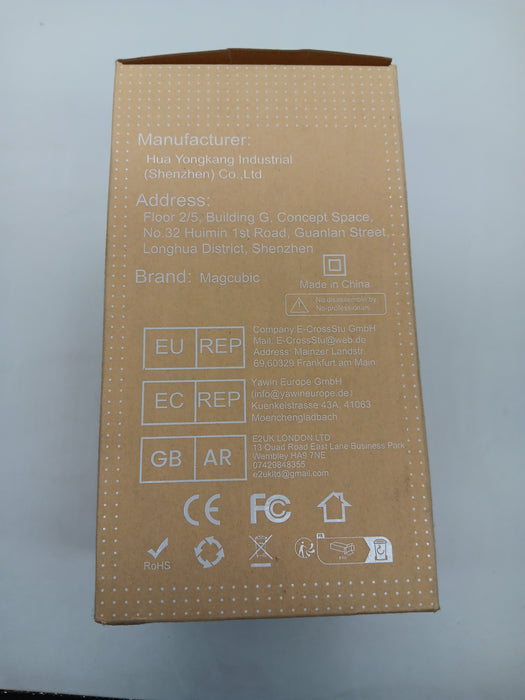 Manufacturer:
Hua Yongkang Industrial
(Shenzhen) Co.,Ltd
Address:
Floor 2/5, Building G, Concept Space,
No.32 Huimin 1st Road, Guanlan Street,
Longhua District, Shenzhen
Brand: Magcubic
Made in China
No disassemble by
No-professionals
EU REP
Company E-CrossStu GmbH
Mail: E-CrossStu@web.de
Address: Mainzer Landstr.
69 60329 Frankfurt am Main
EC REP
Yawin Europe GmbH
(info@yawineurope.de)
Kuenkelstrasse 43A, 41063
Moenchengladbach
GB AR
E2UK LONDON LTD
13 Quad Road East Lane Business Park
Wembley HA9 7NE
07429848355
e2ukltd@gmail.com
CE FC
RoHS
FR